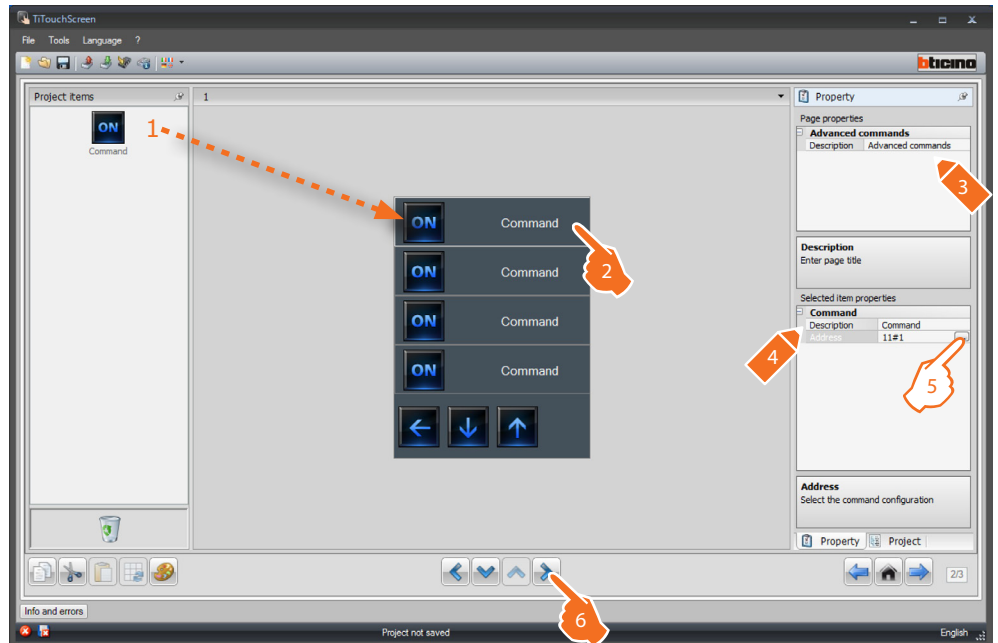 TiTouchScreen
File Tools Language ?
bticino
Project items
1
Property
ON
Command
1
Page properties
Advanced commands
Description Advanced commands
3
ON Command
2
ON Command
ON Command
ON Command
Description
Enter page title
Selected item properties
Command
Description Command
Address 11#1
4
5
Address
Select the command configuration
Property Project
2/3
6
Info and errors
Project not saved
English